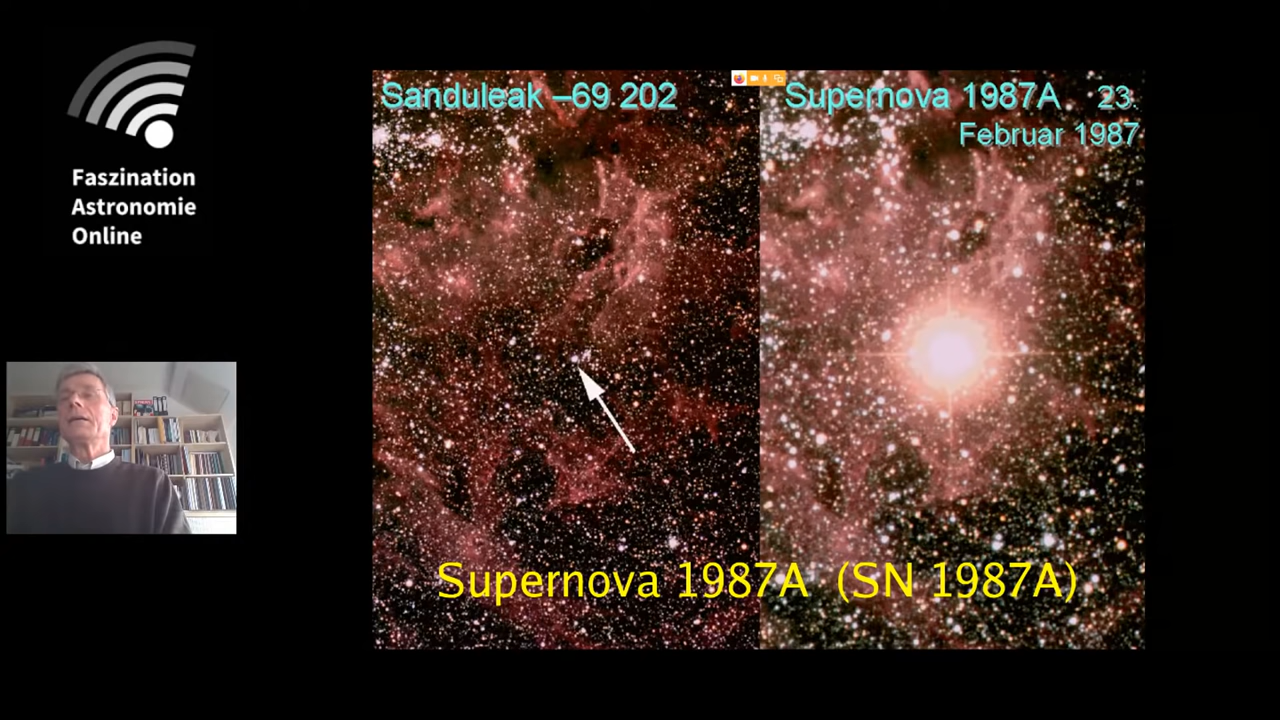 Faszination
Astronomie
Online
Sanduleak –69 202
Supernova 1987A 23.
Februar 1987
Supernova 1987A (SN 1987A)